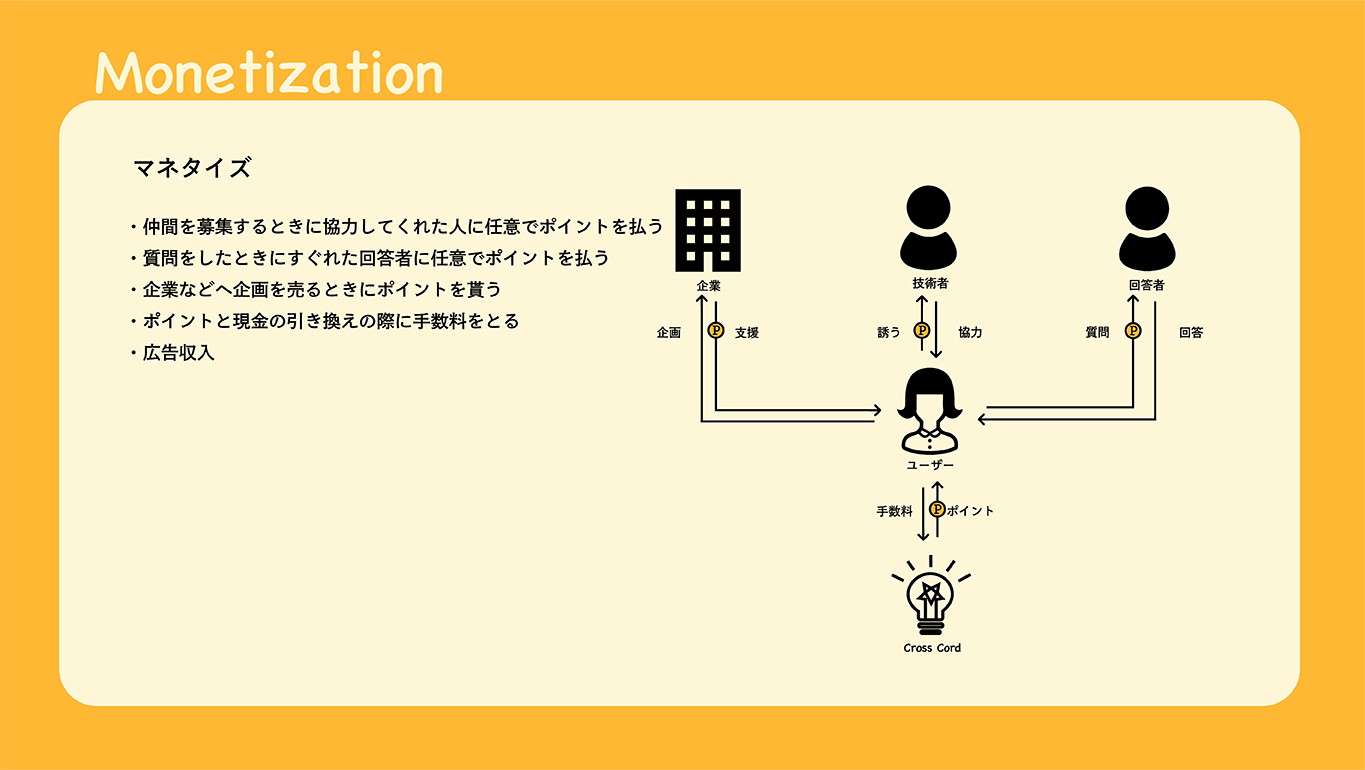 Monetization
マネタイズ
・仲間を募集するときに協力してくれた人に任意でポイントを払う
・質問をしたときにすぐれた回答者に任意でポイントを払う
・企業などへ企画を売るときにポイントを貰う
・ポイントと現金の引き換えの際に手数料をとる
・広告収入
企業
技術者
回答者
企画
P
支援
誘う
P
協力
質問
P
回答
ユーザー
手数料
P
ポイント
Cross Cord